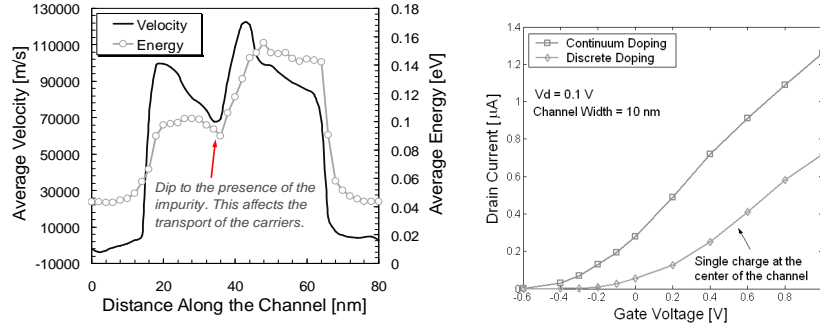 Velocity
Energy
Average Velocity [m/s]
130000
110000
90000
70000
50000
30000
10000
-10000
0.18
0.16
0.14
0.12
0.1
0.08
0.06
0.04
0.02
0
Average Energy [eV]
Dip to the presence of the
impurity. This affects the
transport of the carriers.
0 20 40 60 80
Distance Along the Channel [nm]
Continuum Doping
Discrete Doping
Vd = 0.1 V
Channel Width = 10 nm
Drain Current [ μA]
1.4
1.2
1
0.8
0.6
0.4
0.2
0
Single charge at the
center of the channel
-0.6 -0.4 -0.2 0 0.2 0.4 0.6 0.8
Gate Voltage [V]